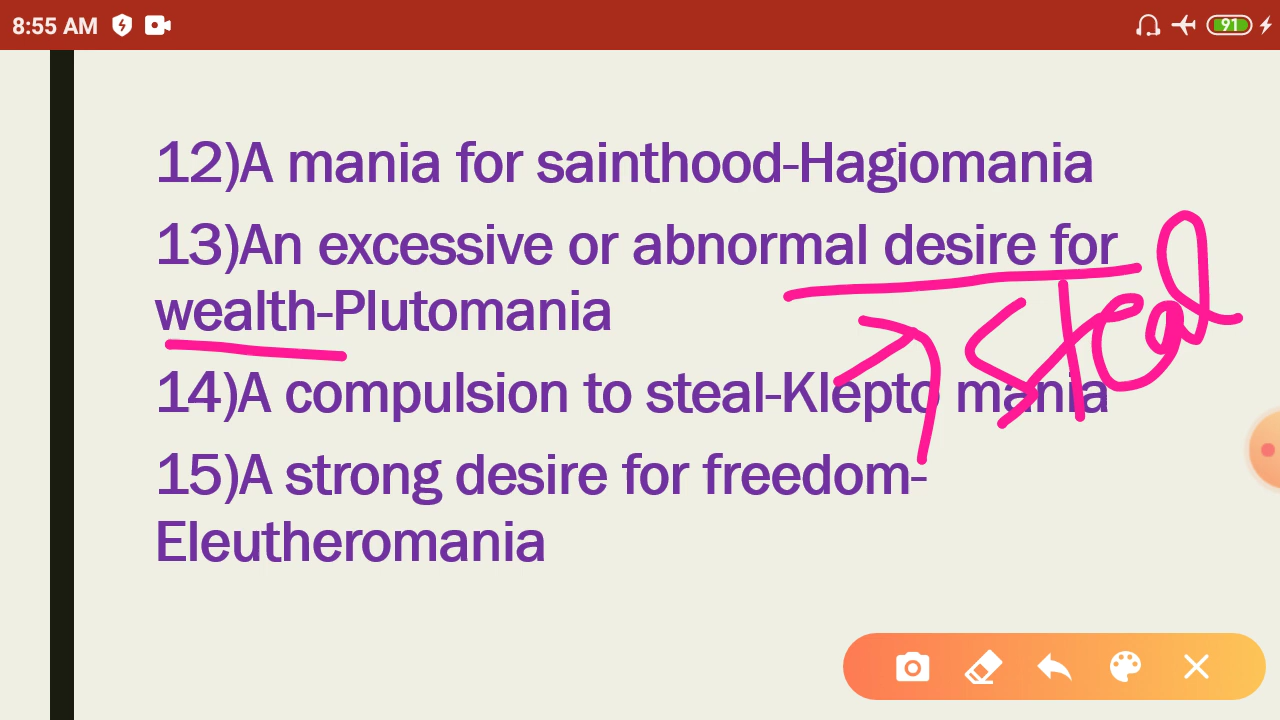 8:55 AM
91
12)A mania for sainthood-Hagiomania
13)An excessive or abnormal desire for
wealth-Plutomania
steal
14)A compulsion to steal-Klepto mania
15)A strong desire for freedom-
Eleutheromania